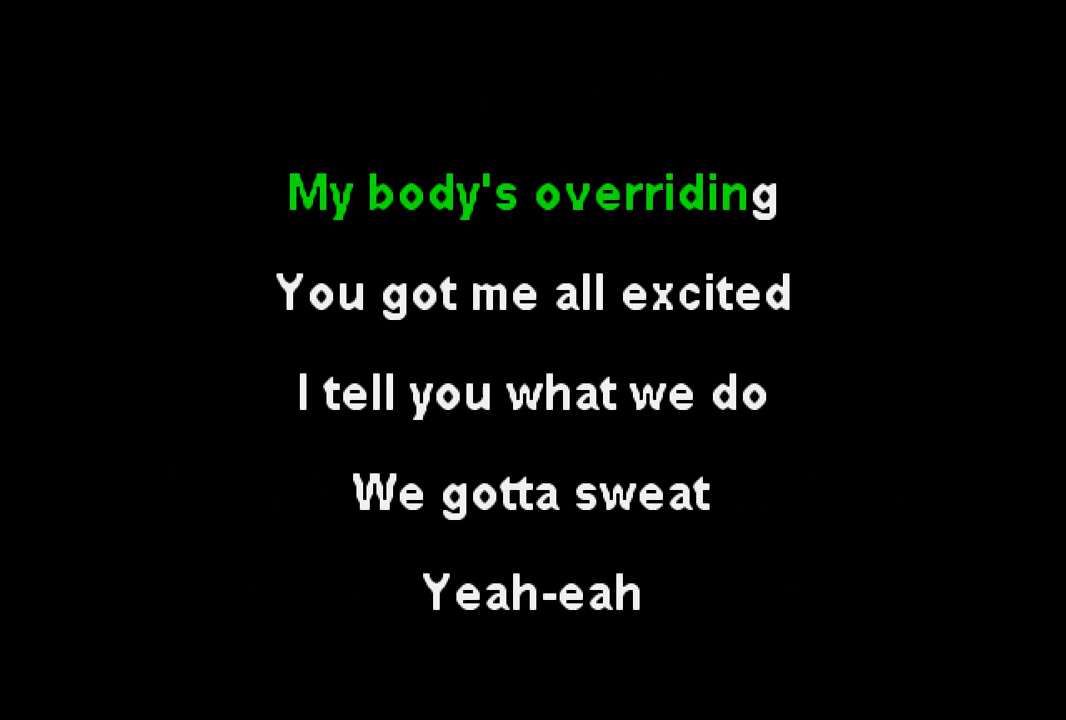 My body's overriding
You got me all excited
I tell you what we do
We gotta sweat
Yeah-eah